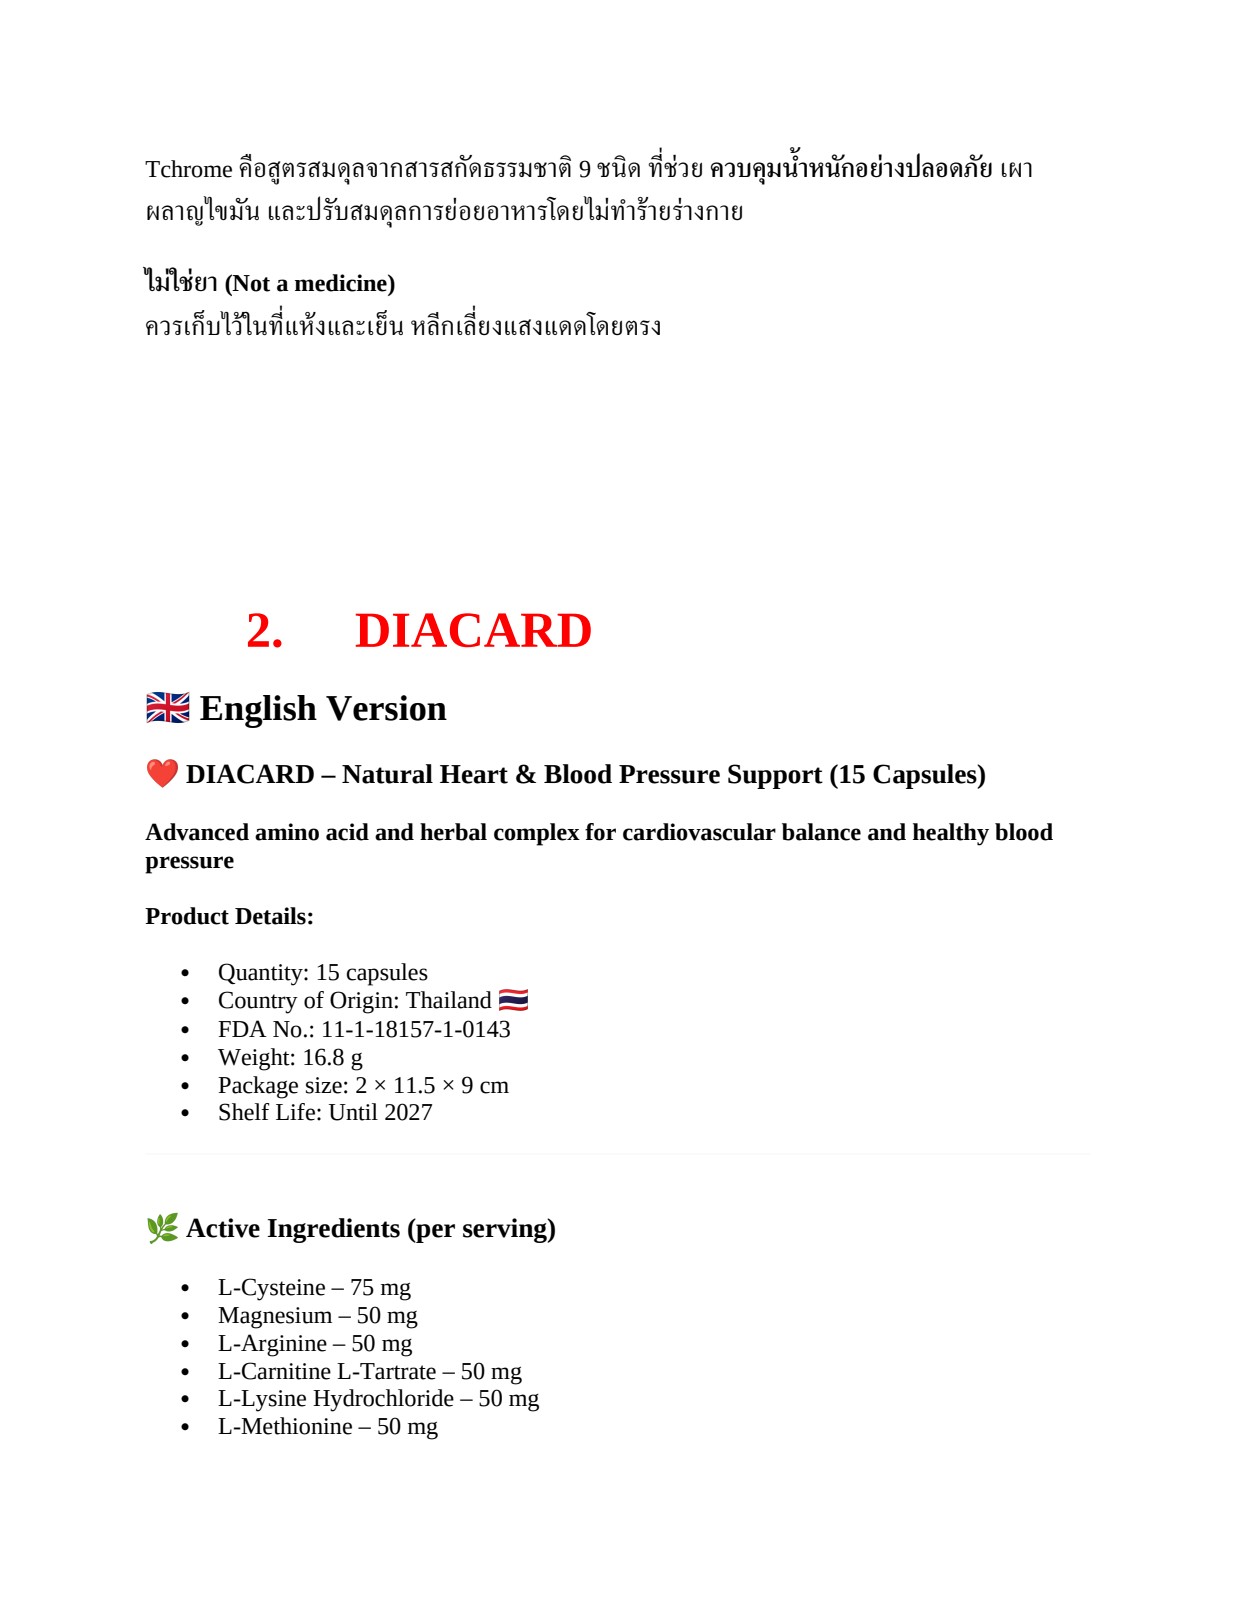 Tchrome คือสูตรสมดุลจากสารสกัดธรรมชาติ 9 ชนิด ที่ช่วย ควบคุมน้ำหนักอย่างปลอดภัย เผา
ผลาญไขมัน และปรับสมดุลการย่อยอาหารโดยไม่ทำร้ายร่างกาย
ไม่ใช่ยา (Not a medicine)
ควรเก็บไว้ในที่แห้งและเย็น หลีกเลี่ยงแสงแดดโดยตรง
2. DIACARD
🇬🇧 English Version
❤️ DIACARD – Natural Heart & Blood Pressure Support (15 Capsules)
Advanced amino acid and herbal complex for cardiovascular balance and healthy blood
pressure
Product Details:
• Quantity: 15 capsules
• Country of Origin: Thailand 🇹🇭
• FDA No.: 11-1-18157-1-0143
• Weight: 16.8 g
• Package size: 2 × 11.5 × 9 cm
• Shelf Life: Until 2027
🌿 Active Ingredients (per serving)
• L-Cysteine – 75 mg
• Magnesium – 50 mg
• L-Arginine – 50 mg
• L-Carnitine L-Tartrate – 50 mg
• L-Lysine Hydrochloride – 50 mg
• L-Methionine – 50 mg